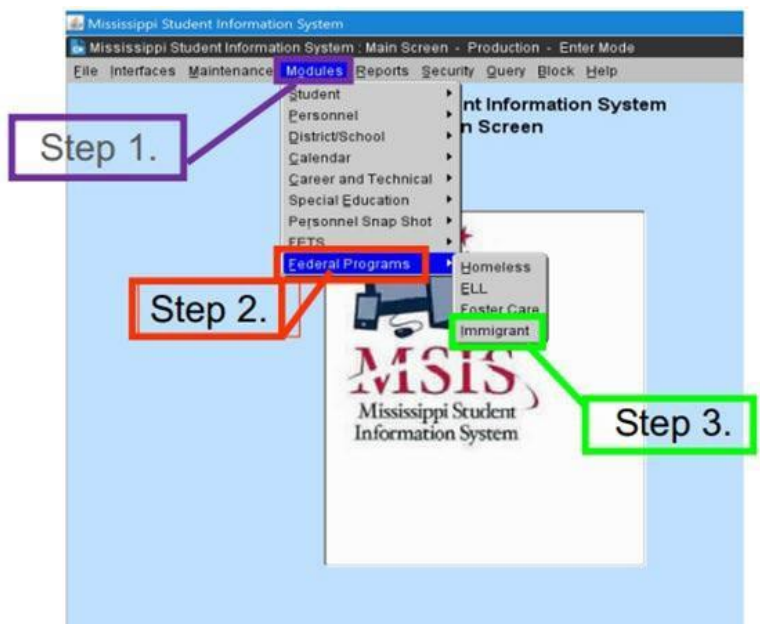 Mississippi Student Information System
Mississippi Student Information System : Main Screen - Production - Enter Mode
File Interfaces Maintenance Modules Reports Security Query Block Help
Student
nt Information System
Personnel
n Screen
District/School
Step 1.
Calendar
Career and Technical
Special Education
Personnel Snap Shot
FETS
Federal Programs
Homeless
ELL
Step 2.
Foster Care
Immigrant
MSIS
Mississippi Student
Information System
Step 3.